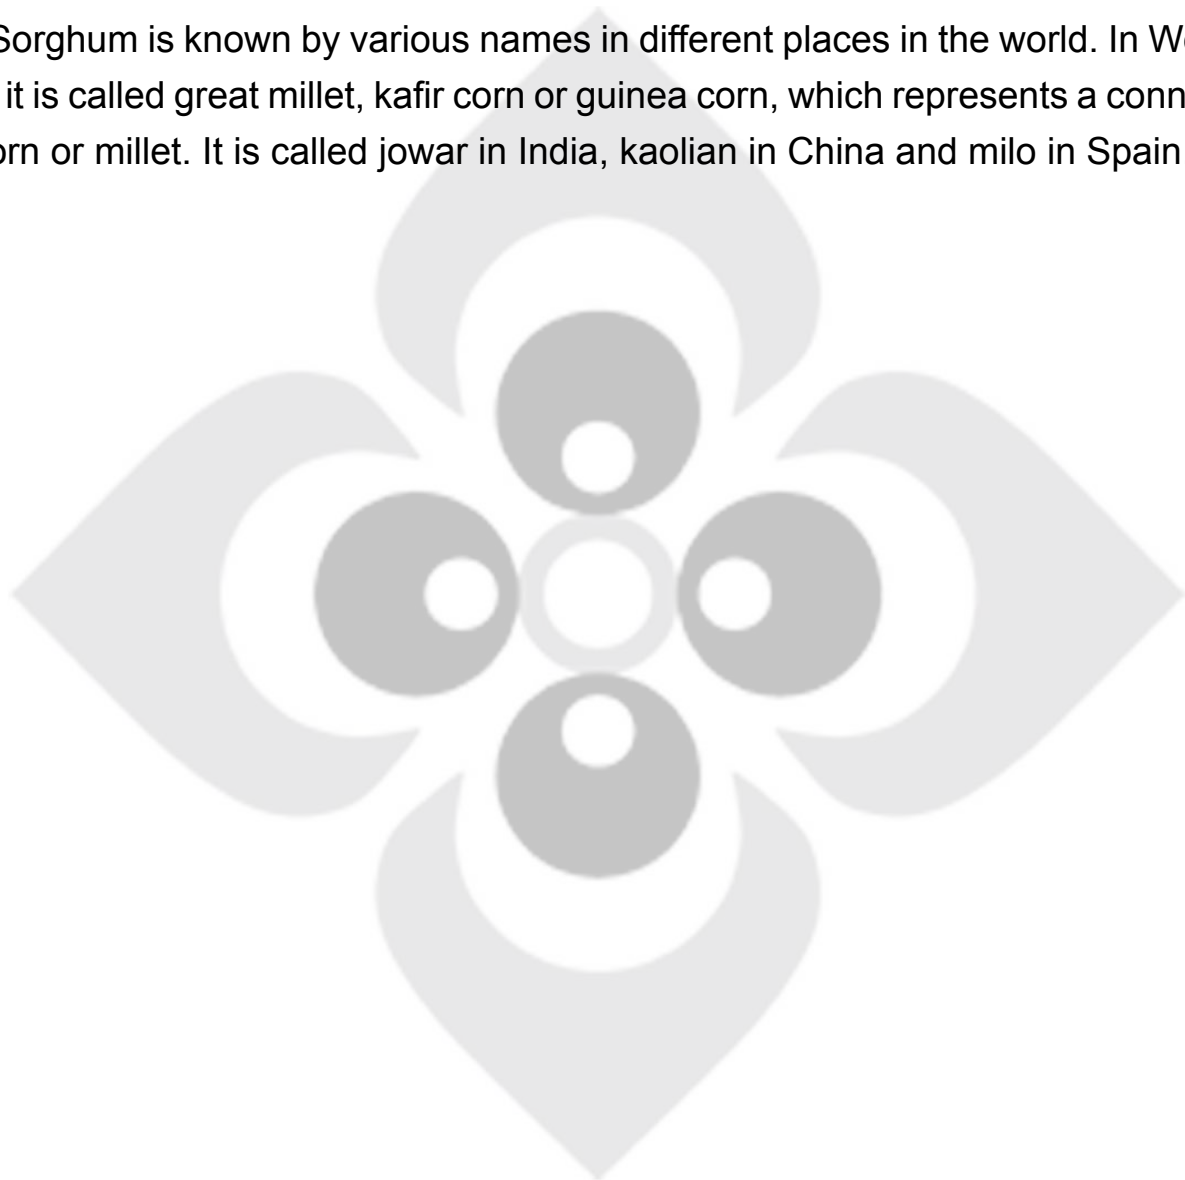 Sorghum is known by various names in different places in the world. In
it is called great millet, kafir corn or guinea corn, which represents a
or millet. It is called jowar in India, kaolian in China and milo in Spain